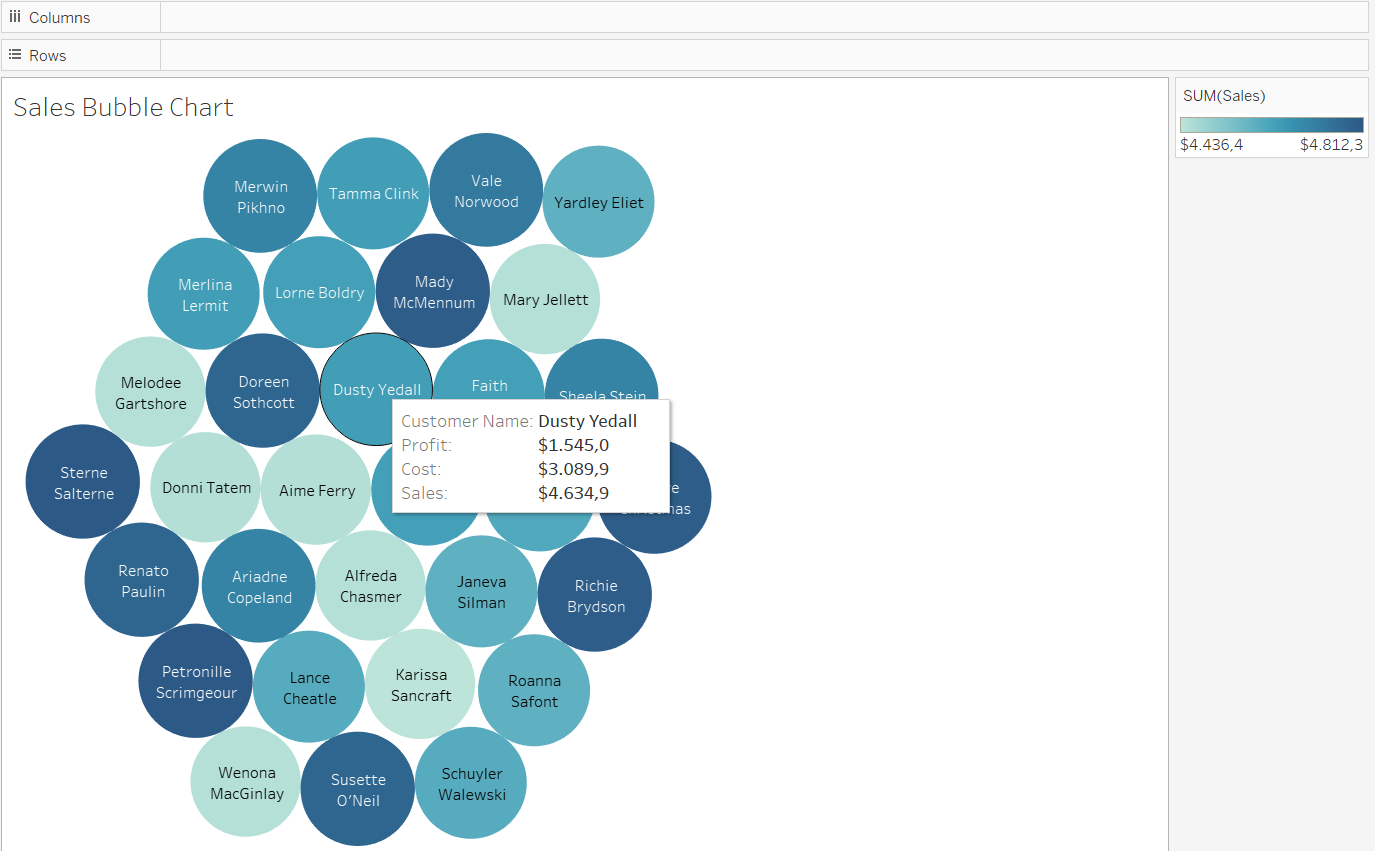 Columns
Rows
Sales Bubble Chart
SUM(Sales)
$4.436,4 $4.812,3
Merwin
Pikhno
Tamma Clink
Vale
Norwood
Yardley Eliet
Merlina
Lermit
Lorne Boldry
Mady
McMennum
Mary Jellett
Melodee
Gartshore
Doreen
Sothcott
Dusty Yedall
Faith
Sheela Stein
Customer Name: Dusty Yedall
Profit: $1.545,0
Cost: $3.089,9
Sales: $4.634,9
Sterne
Salterne
Donni Tatem
Aime Ferry
Renato
Paulin
Ariadne
Copeland
Alfreda
Chasmer
Janeva
Silman
Richie
Brydson
Petronille
Scrimgeour
Lance
Cheatle
Karissa
Sancraft
Roanna
Safont
Wenona
MacGinlay
Susette
O'Neil
Schuyler
Walewski